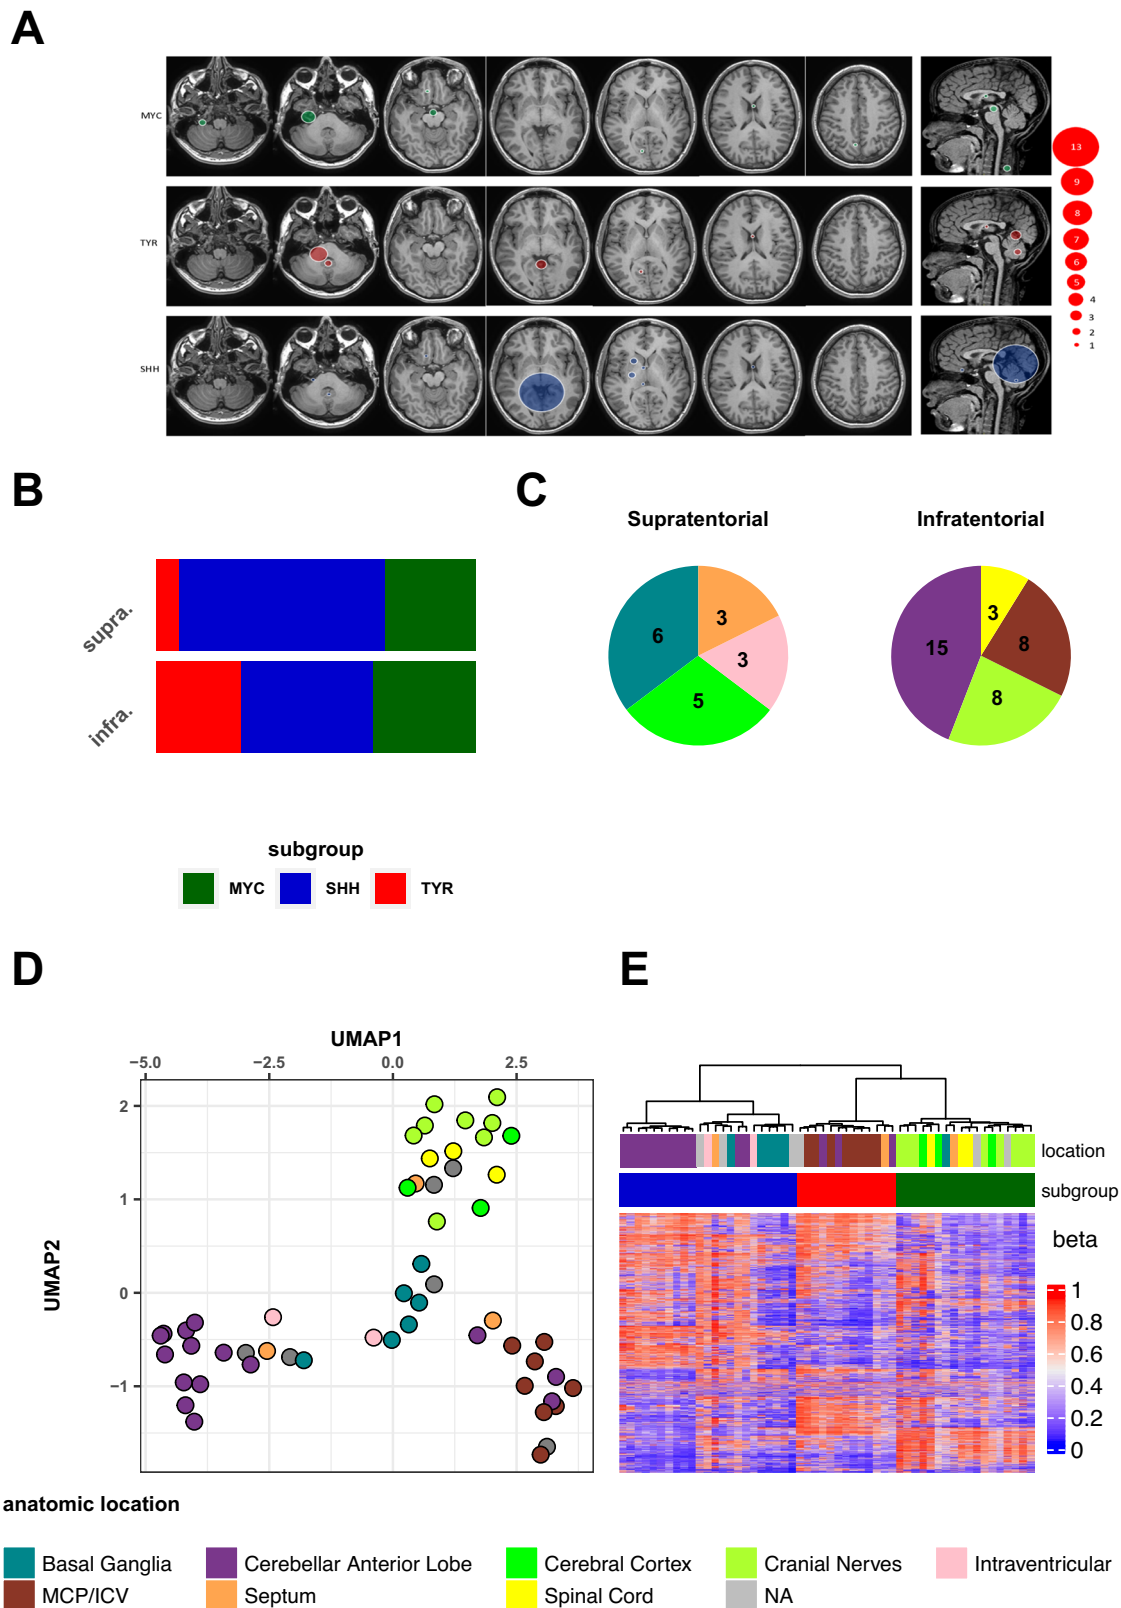 A
MYC
TYR
SHH
13
9
8
7
6
5
4
3
2
1
B
supra.
infra.
subgroup
MYC SHH TYR
C
Supratentorial Infratentorial
3
3
5
6
3
8
8
15
D
UMAP1
−5.0 −2.5 0.0 2.5
UMAP2
2
1
0
−1
E
location
subgroup
beta
1
0.8
0.6
0.4
0.2
0
anatomic location
Basal Ganglia Cerebellar Anterior Lobe Cerebral Cortex Cranial Nerves Intraventricular
MCP/ICV Septum Spinal Cord NA